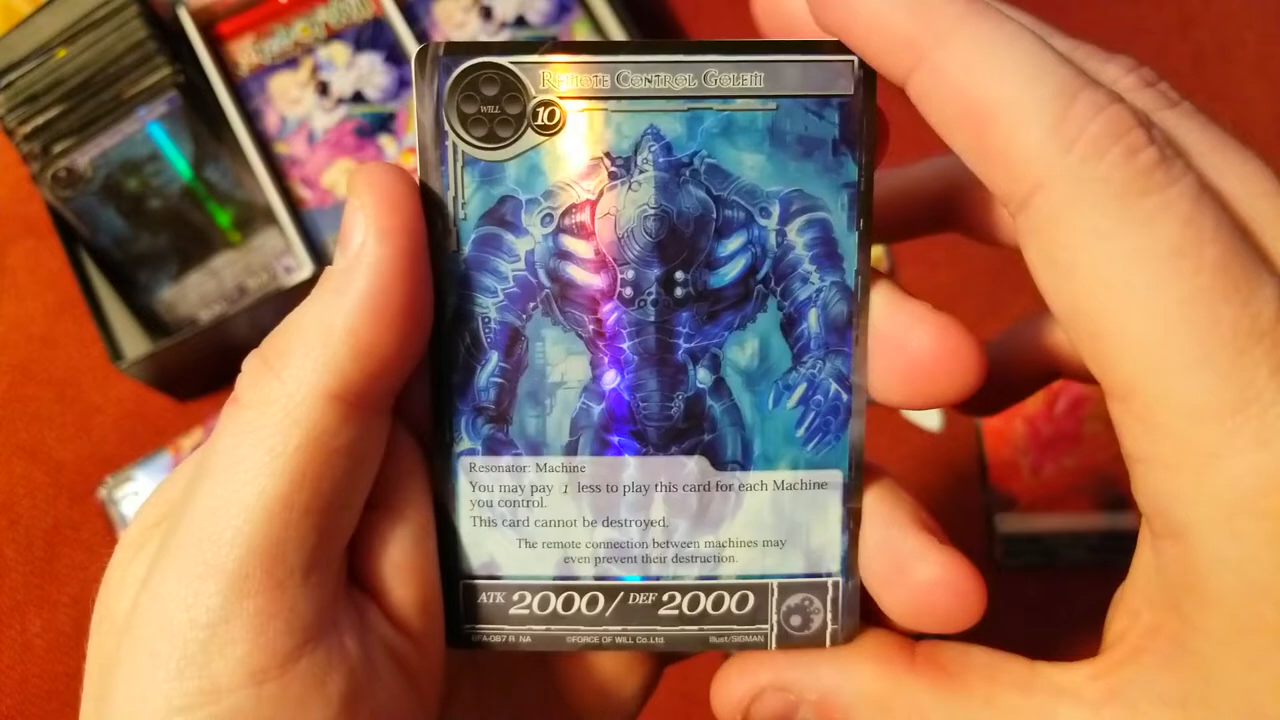 Remote Control Golem
WILL
10
Resonator: Machine
You may pay 1 less to play this card for each Machine
you control.
This card cannot be destroyed.
The remote connection between machines may
even prevent their destruction.
ATK 2000/ DEF 2000
BFA-087 R NA ©FORCE OF WILL Co.,Ltd. Illust/SIGMAN